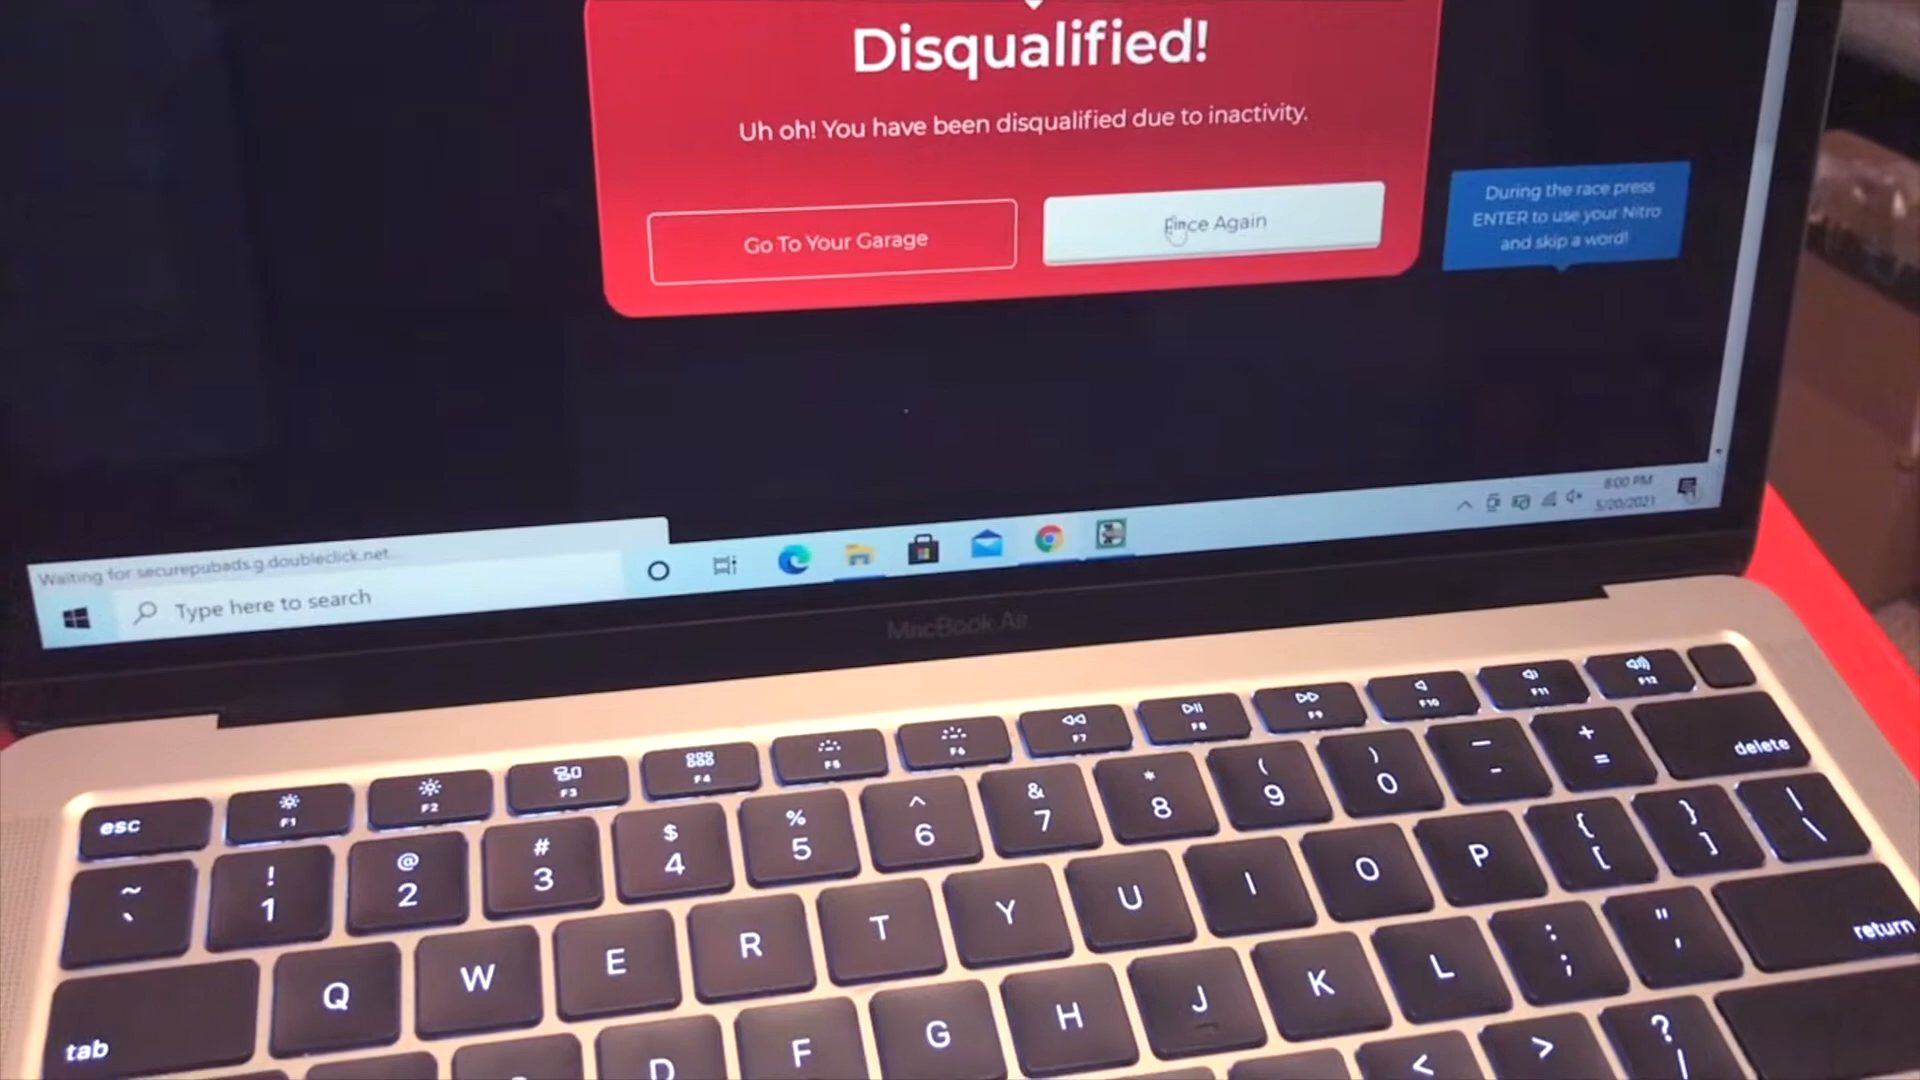 Disqualified!
Uh oh! You have been disqualified due to inactivity.
Go To Your Garage
Race Again
During the race press
ENTER to use your Nitro
and skip a word!
8:00 PM
5/20/2021
Waiting for securepubads.g.doubleclick.net...
Type here to search
MacBook Air
esc F1 F2 F3 F4 F5 F6 F7 F8 F9 F10 F11 F12
~ ` ! 1 @ 2 # 3 $ 4 % 5 ^ 6 & 7 * 8 ( 9 ) 0 — - + = delete
tab Q W E R T Y U I O P { [ } ] | \
D F G H J K L : ; " ' return
< > ?